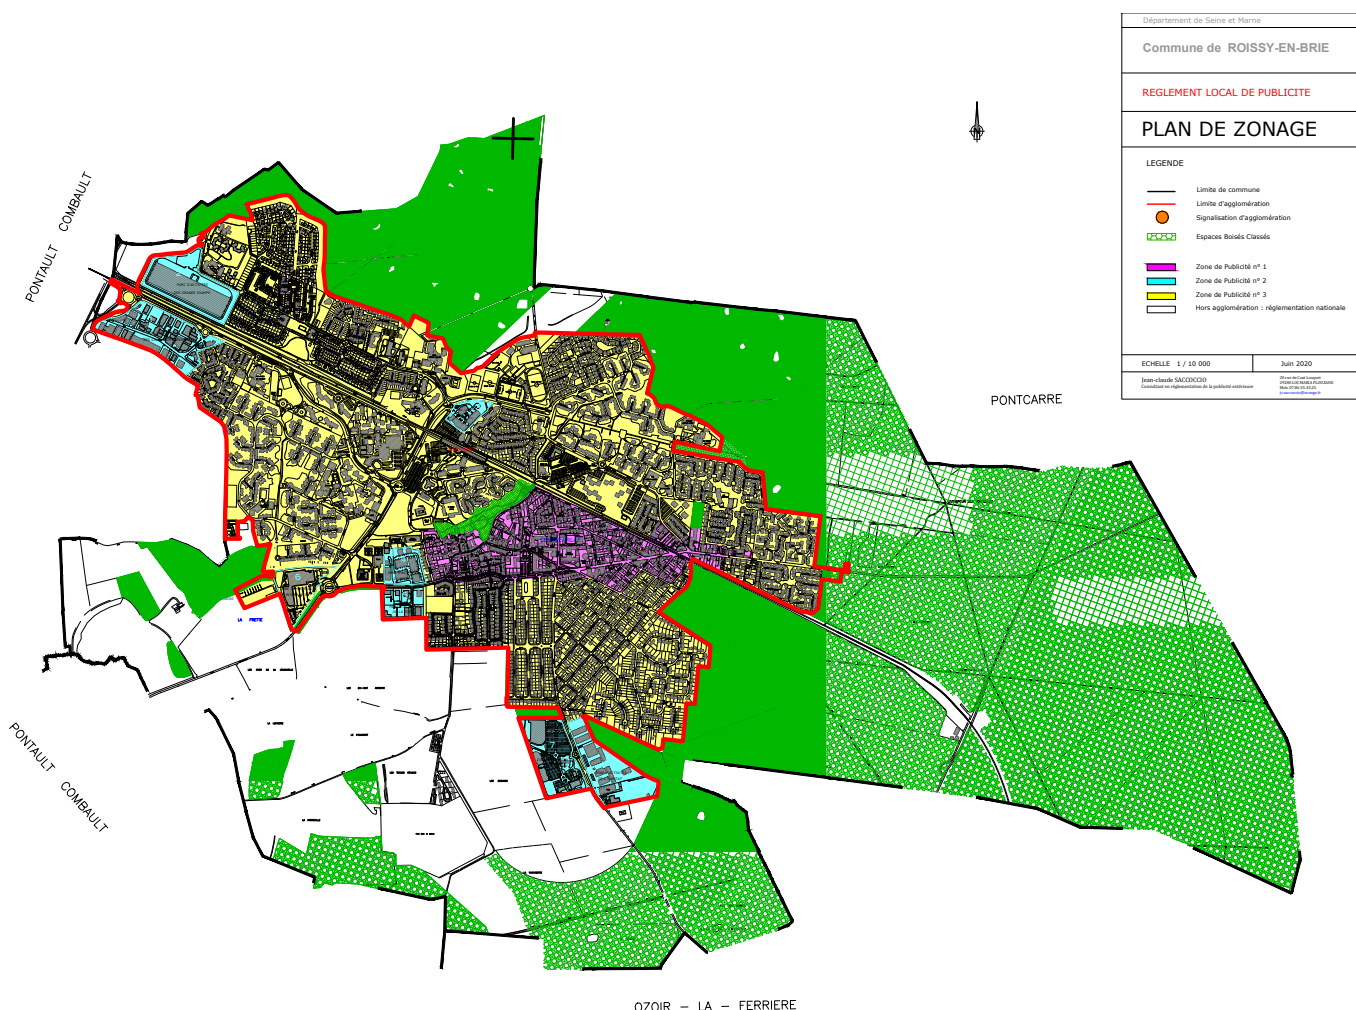 Département de Seine et Marne
Commune de ROISSY-EN-BRIE
REGLEMENT LOCAL DE PUBLICITE
PLAN DE ZONAGE
LEGENDE
Limite de commune
Limite d'agglomération
Signalisation d'agglomération
Espaces Boisés Classés
Zone de Publicité n° 1
Zone de Publicité n° 2
Zone de Publicité n° 3
Hors agglomération : réglementation nationale
ECHELLE 1 / 10 000
Juin 2020
Jean-claude SACCOCCIO
Consultant en réglementation de la publicité extérieure
N
PONTAULT COMBAULT
PONTCARRE
LA FRETTE
6
PONTAULT COMBAULT
OZOIR - LA - FERRIERE